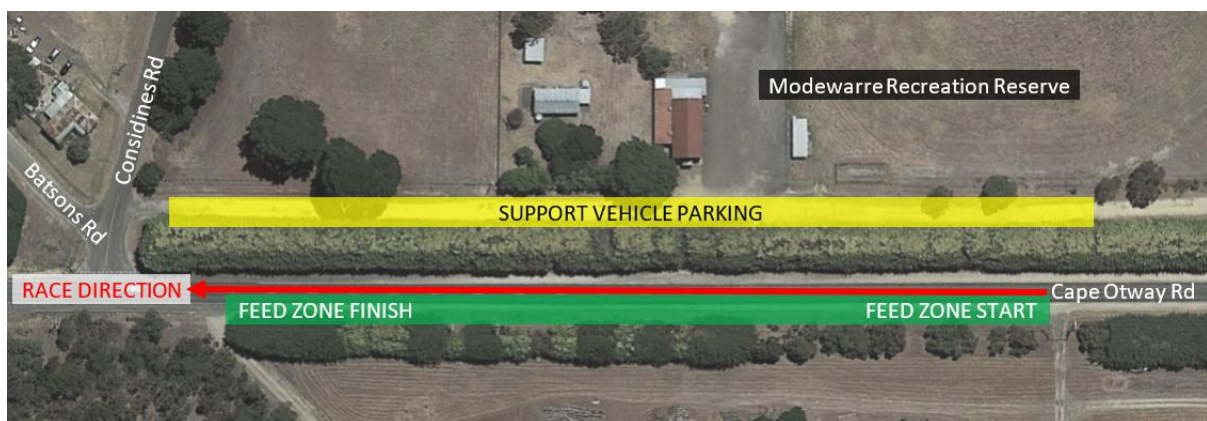 Considines Rd
Modewarre Recreation Reserve
Batsons Rd
SUPPORT VEHICLE PARKING
RACE DIRECTION
Cape Otway Rd
FEED ZONE FINISH
FEED ZONE START